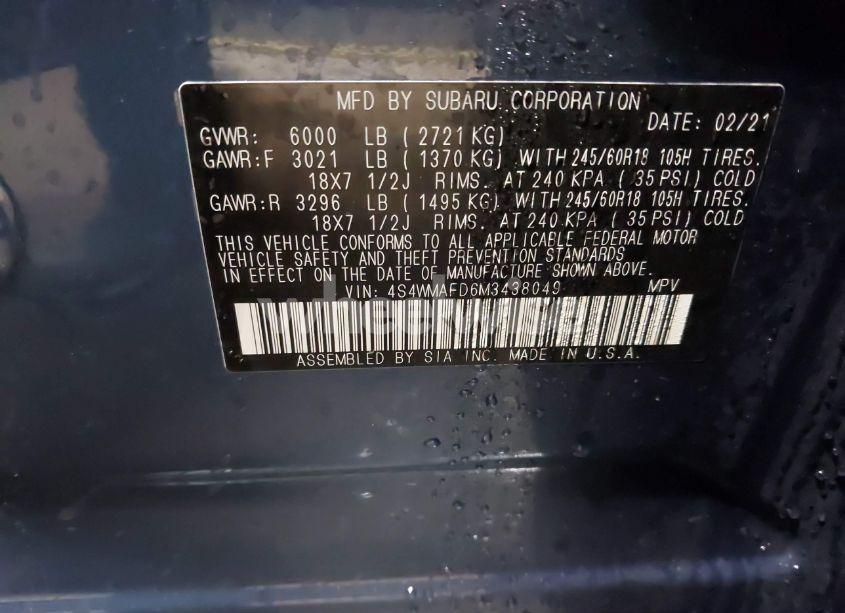 MFD BY SUBARU CORPORATION
DATE: 02/21
GVWR: 6000 LB ( 2721 KG)
GAWR:F 3021 LB ( 1370 KG) WITH 245/60R18 105H TIRES.
18X7 1/2J RIMS. AT 240 KPA ( 35 PSI) COLD
GAWR:R 3296 LB ( 1495 KG) WITH 245/60R18 105H TIRES.
18X7 1/2J RIMS. AT 240 KPA ( 35 PSI) COLD
THIS VEHICLE CONFORMS TO ALL APPLICABLE FEDERAL MOTOR
VEHICLE SAFETY AND THEFT PREVENTION STANDARDS
IN EFFECT ON THE DATE OF MANUFACTURE SHOWN ABOVE.
VIN: 4S4WMAFD6M3438049 MPV
ASSEMBLED BY SIA INC. MADE IN U.S.A.